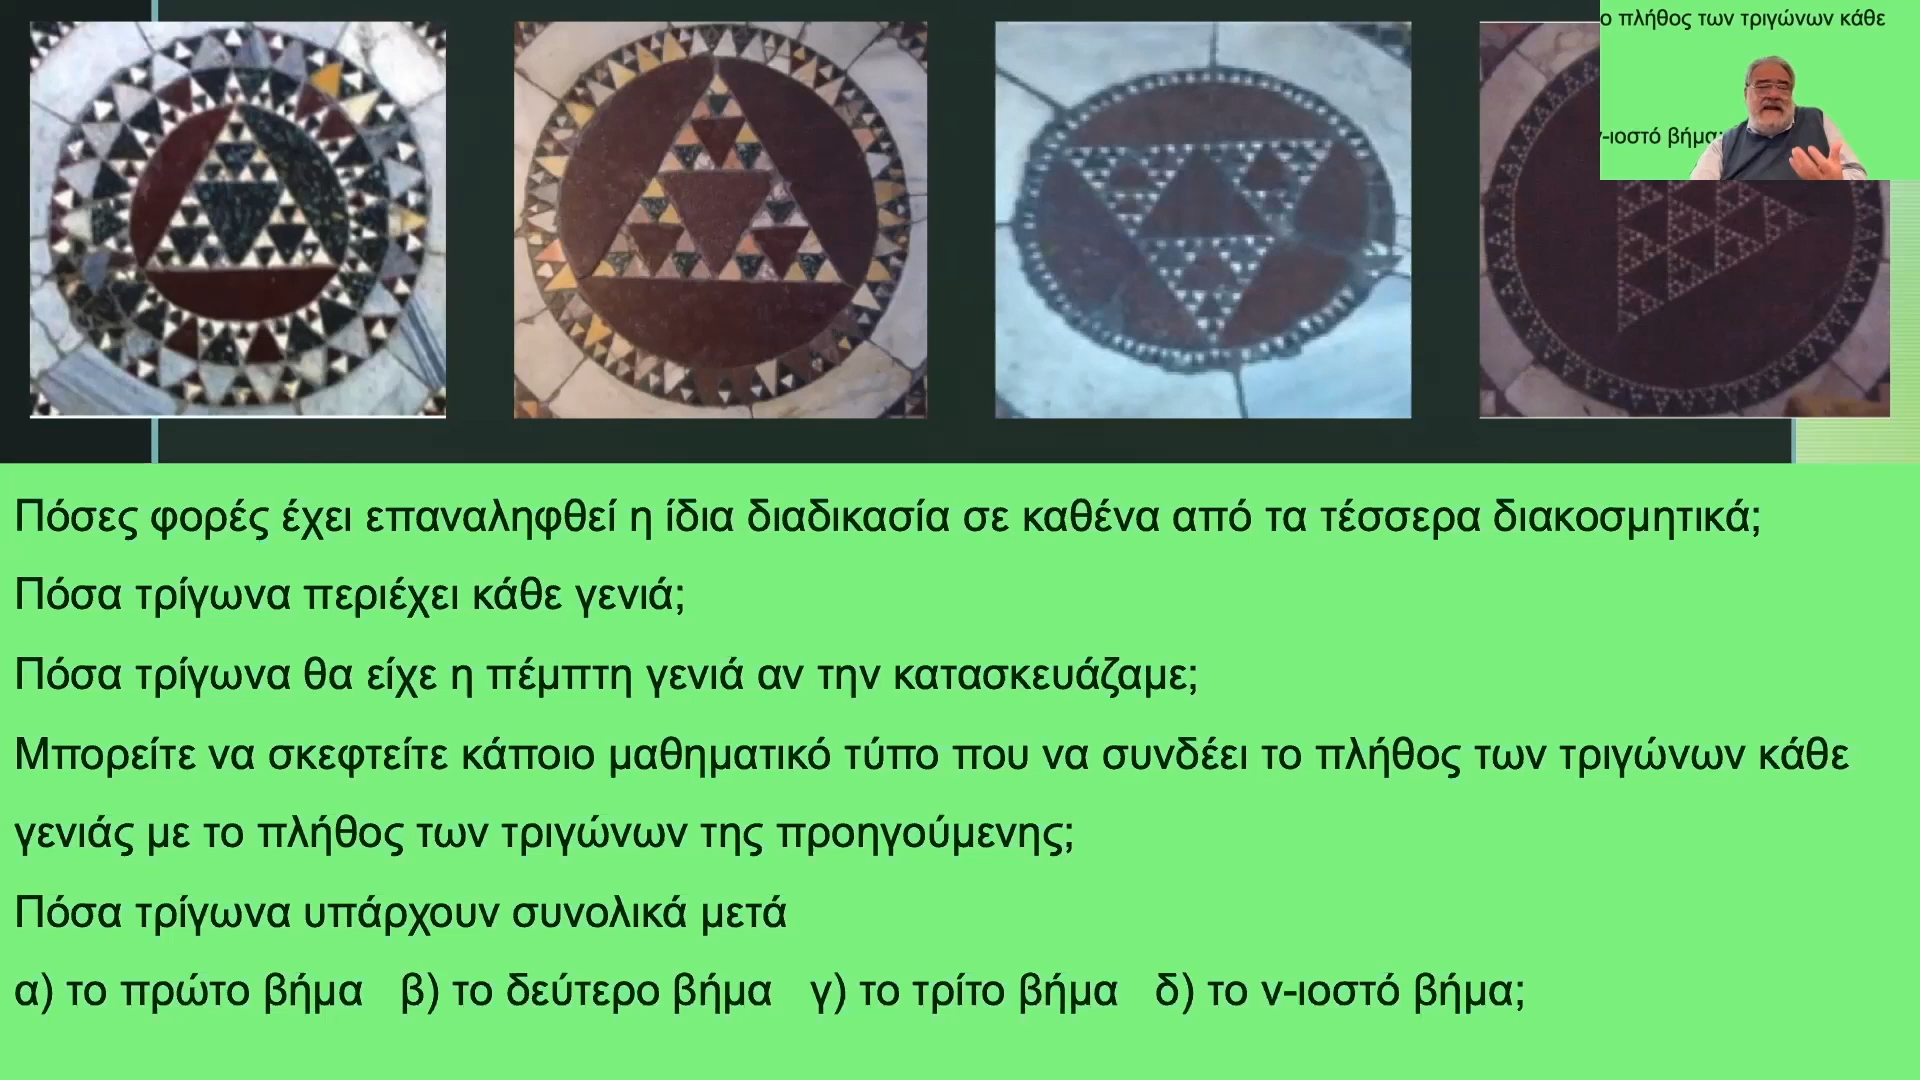 ο πλήθος των τριγώνων κάθε
ν-ιοστό βήμα;
Πόσες φορές έχει επαναληφθεί η ίδια διαδικασία σε καθένα από τα τέσσερα διακοσμητικά;
Πόσα τρίγωνα περιέχει κάθε γενιά;
Πόσα τρίγωνα θα είχε η πέμπτη γενιά αν την κατασκευάζαμε;
Μπορείτε να σκεφτείτε κάποιο μαθηματικό τύπο που να συνδέει το πλήθος των τριγώνων κάθε
γενιάς με το πλήθος των τριγώνων της προηγούμενης;
Πόσα τρίγωνα υπάρχουν συνολικά μετά
α) το πρώτο βήμα β) το δεύτερο βήμα γ) το τρίτο βήμα δ) το ν-ιοστό βήμα;